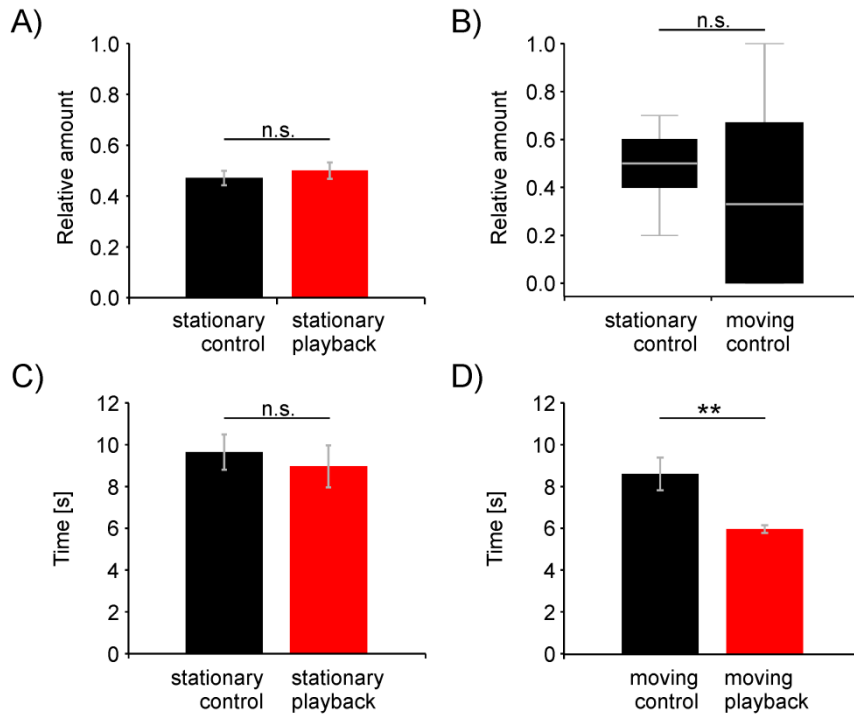 A)
Relative amount
1.0
0.8
0.6
0.4
0.2
0.0
n.s.
stationary
control
stationary
playback
B)
Relative amount
1.0
0.8
0.6
0.4
0.2
0.0
n.s.
stationary
control
moving
control
C)
Time [s]
12
10
8
6
4
2
0
n.s.
stationary
control
stationary
playback
D)
Time [s]
12
10
8
6
4
2
0
**
moving
control
moving
playback